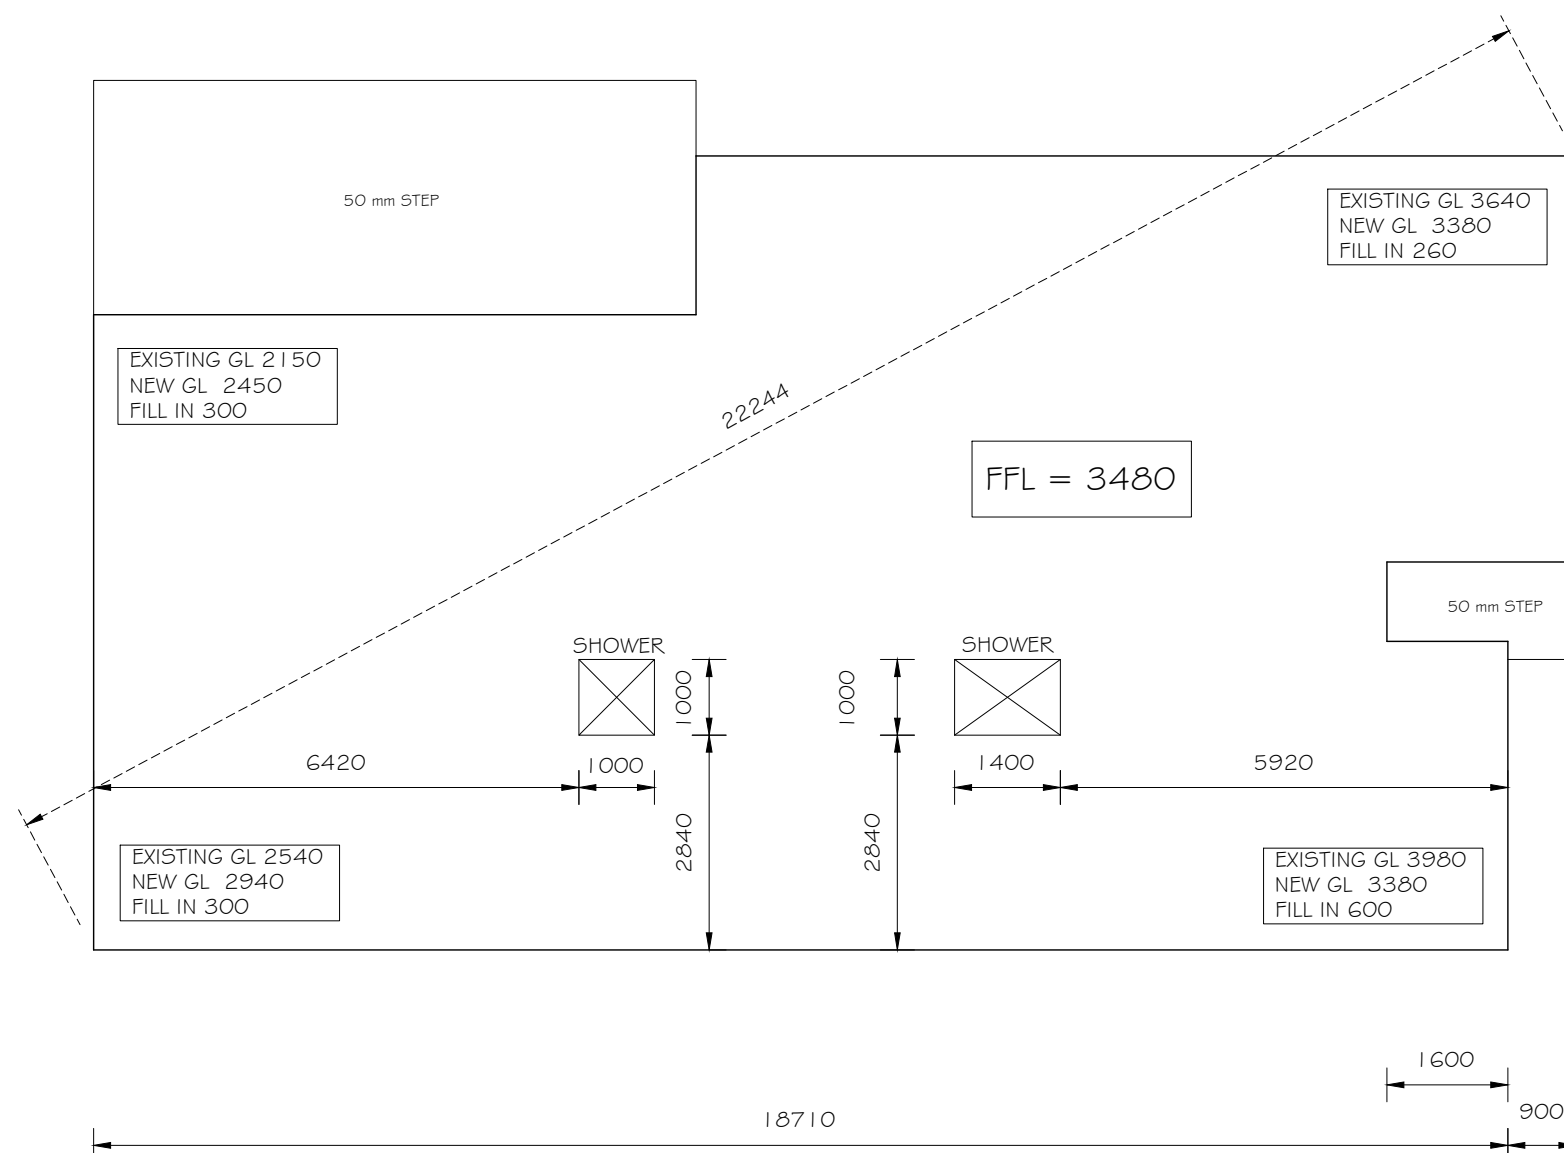 50 mm STEP
EXISTING GL 3640
NEW GL 3380
FILL IN 260
EXISTING GL 2150
NEW GL 2450
FILL IN 300
22244
FFL = 3480
50 mm STEP
SHOWER
SHOWER
1000
1000
6420
1000
1400
5920
2840
2840
EXISTING GL 2540
NEW GL 2940
FILL IN 300
EXISTING GL 3980
NEW GL 3380
FILL IN 600
1600
18710
900